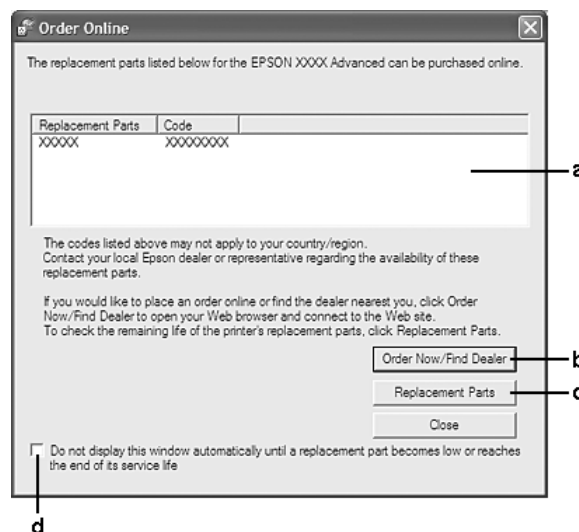 Order Online
The replacement parts listed below for the EPSON XXXX Advanced can be purchased online.
Replacement Parts Code
XXXXX XXXXXXXX
a
The codes listed above may not apply to your country/region.
Contact your local Epson dealer or representative regarding the availability of these
replacement parts.
If you would like to place an order online or find the dealer nearest you, click Order
Now/Find Dealer to open your Web browser and connect to the Web site.
To check the remaining life of the printer's replacement parts, click Replacement Parts.
Order Now/Find Dealer
b
Replacement Parts
c
Close
Do not display this window automatically until a replacement part becomes low or reaches
the end of its service life
d